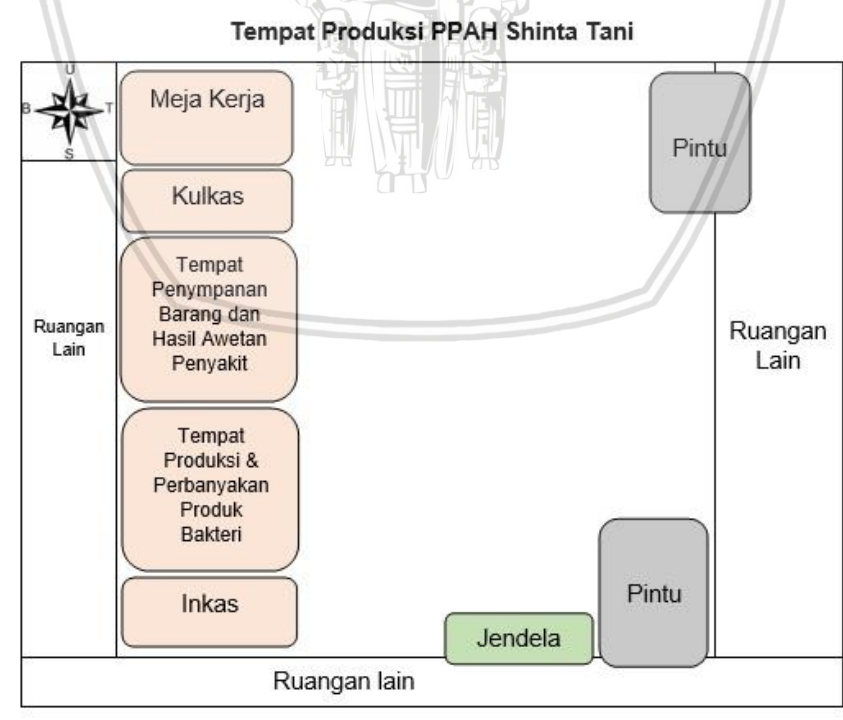 Tempat Produksi PPAH Shinta Tani
U
B
T
S
Meja Kerja
Kulkas
Tempat
Penympanan
Barang dan
Hasil Awetan
Penyakit
Tempat
Produksi &
Perbanyakan
Produk
Bakteri
Inkas
Ruangan
Lain
Pintu
Ruangan
Lain
Pintu
Jendela
Ruangan lain